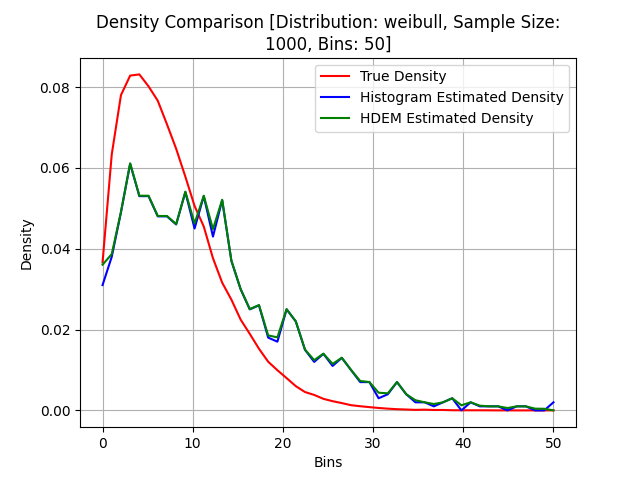 Density Comparison [Distribution: weibull, Sample Size:
1000, Bins: 50]
True Density
Histogram Estimated Density
HDEM Estimated Density
Density
0.08
0.06
0.04
0.02
0.00
0 10 20 30 40 50
Bins